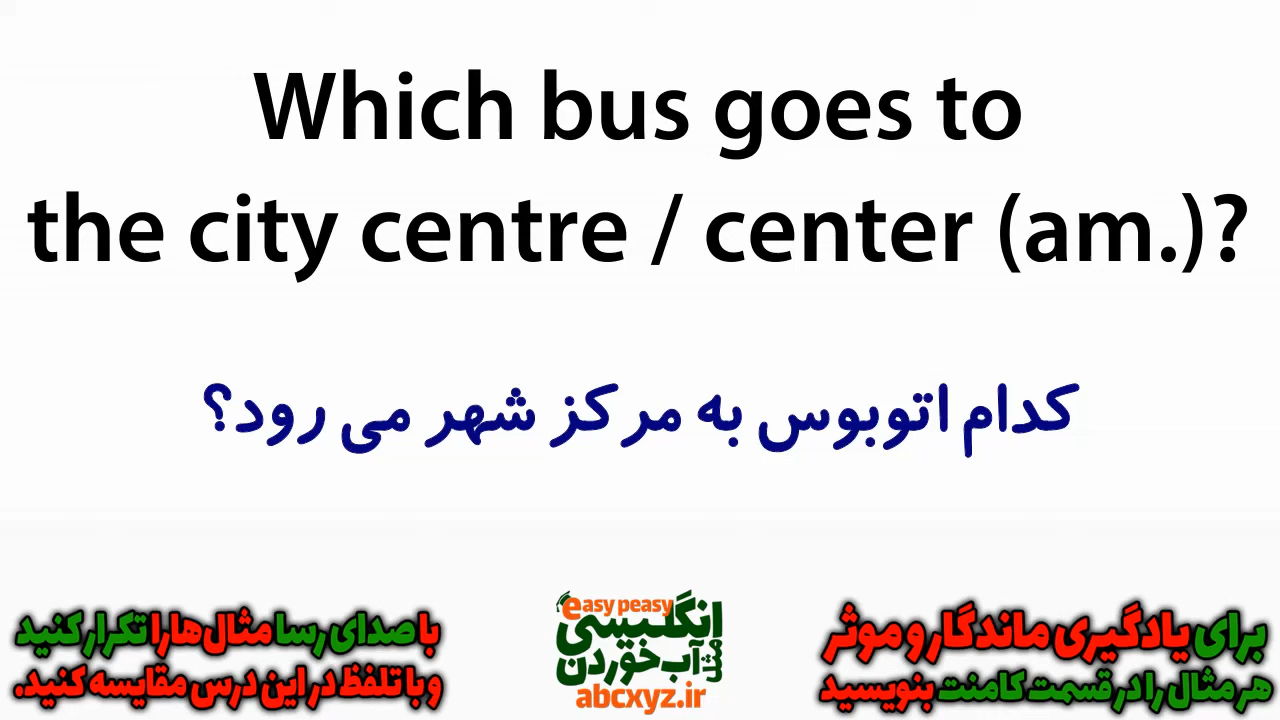 Which bus goes to
the city centre / center (am.)?
کدام اتوبوس به مرکز شهر می رود؟
برای یادگیری ماندگار و موثر
هر مثال را در قسمت کامنت بنویسید
easy peasy
انگلیسی
مثل آب خوردن
abcxyz.ir
با صدای رسا مثال‌ها را تکرار کنید
و با تلفظ در این درس مقایسه کنید.